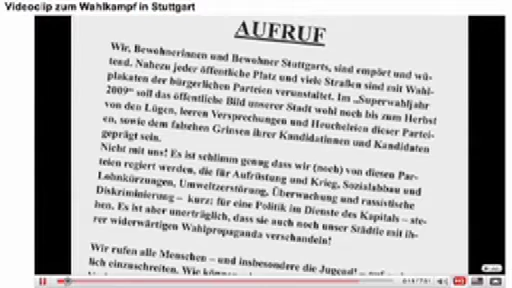 Videoclip zum Wahlkampf in Stuttgart
AUFRUF
Wir, Bewohnerinnen und Bewohner Stuttgarts, sind empört und wü-
tend. Nahezu jeder öffentliche Platz und viele Straßen sind mit Wahl-
plakaten der bürgerlichen Parteien verunstaltet. Im „Superwahljahr
2009“ soll das öffentliche Bild unserer Stadt wohl noch bis zum Herbst
von den Lügen, leeren Versprechungen und Heucheleien dieser Partei-
en, sowie dem falschen Grinsen ihrer Kandidatinnen und Kandidaten
geprägt sein.
Nicht mit uns! Es ist schlimm genug dass wir (noch) von diesen Par-
teien regiert werden, die für Aufrüstung und Krieg, Sozialabbau und
Lohnkürzungen, Umweltzerstörung, Überwachung und rassistische
Diskriminierung – kurz: für eine Politik im Dienste des Kapitals – ste-
hen. Es ist aber unerträglich, dass sie auch noch unser Städtle mit ih-
rer widerwärtigen Wahlpropaganda verschandeln!
Wir rufen alle Menschen – und insbesondere die Jugend! –
lich einzuschreiten. Wie können